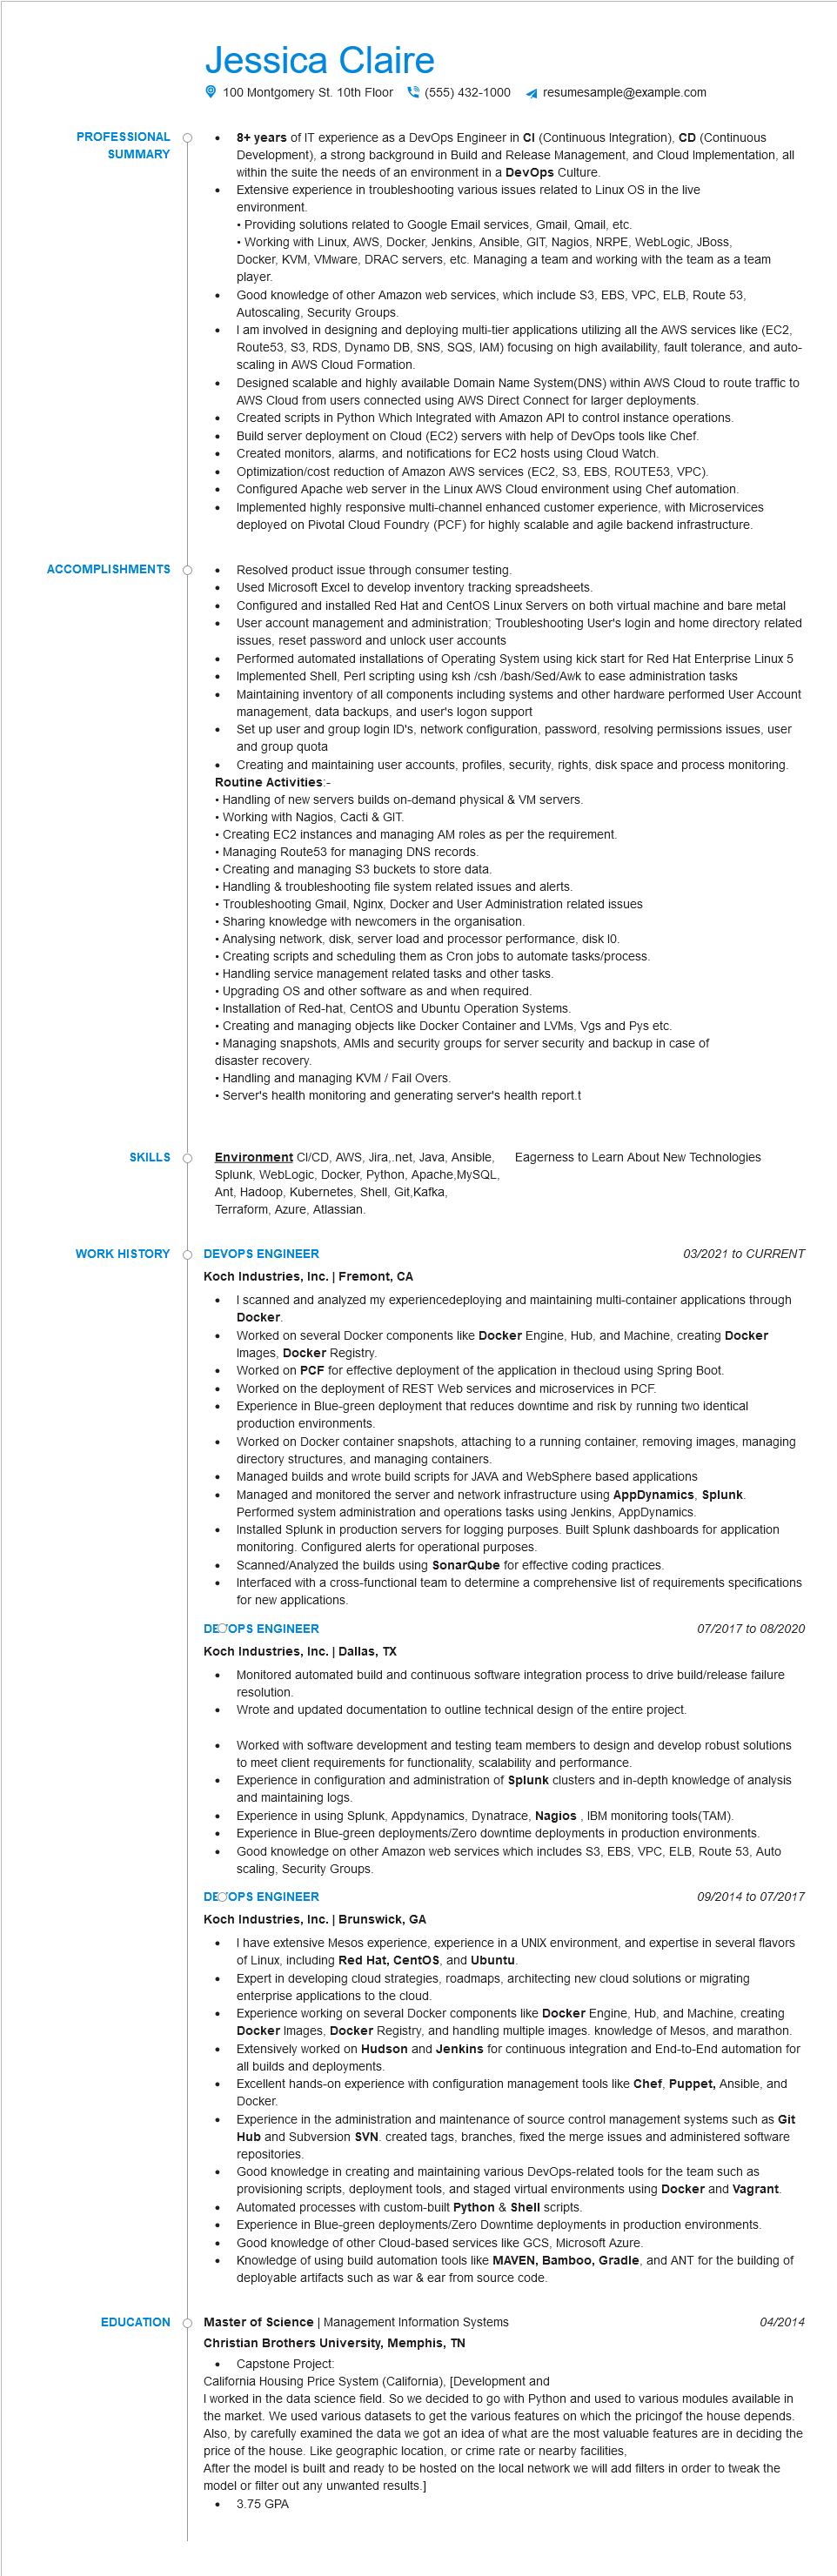 Jessica Claire
100 Montgomery St. 10th Floor (555) 432-1000 resumesample@example.com
PROFESSIONAL
SUMMARY
• 8+ years of IT experience as a DevOps Engineer in CI (Continuous Integration), CD (Continuous
Development), a strong background in Build and Release Management, and Cloud Implementation, all
within the suite the needs of an environment in a DevOps Culture.
• Extensive experience in troubleshooting various issues related to Linux OS in the live
environment.
• Providing solutions related to Google Email services, Gmail, Qmail, etc.
• Working with Linux, AWS, Docker, Jenkins, Ansible, GIT, Nagios, NRPE, WebLogic, JBoss,
Docker, KVM, VMware, DRAC servers, etc. Managing a team and working with the team as a team
player.
• Good knowledge of other Amazon web services, which include S3, EBS, VPC, ELB, Route 53,
Autoscaling, Security Groups.
• I am involved in designing and deploying multi-tier applications utilizing all the AWS services like (EC2,
Route53, S3, RDS, Dynamo DB, SNS, SQS, IAM) focusing on high availability, fault tolerance, and auto-
scaling in AWS Cloud Formation.
• Designed scalable and highly available Domain Name System(DNS) within AWS Cloud to route traffic to
AWS Cloud from users connected using AWS Direct Connect for larger deployments.
• Created scripts in Python Which Integrated with Amazon API to control instance operations.
• Build server deployment on Cloud (EC2) servers with help of DevOps tools like Chef.
• Created monitors, alarms, and notifications for EC2 hosts using Cloud Watch.
• Optimization/cost reduction of Amazon AWS services (EC2, S3, EBS, ROUTE53, VPC).
• Configured Apache web server in the Linux AWS Cloud environment using Chef automation.
• Implemented highly responsive multi-channel enhanced customer experience, with Microservices
deployed on Pivotal Cloud Foundry (PCF) for highly scalable and agile backend infrastructure.
ACCOMPLISHMENTS
• Resolved product issue through consumer testing.
• Used Microsoft Excel to develop inventory tracking spreadsheets.
• Configured and installed Red Hat and CentOS Linux Servers on both virtual machine and bare metal
• User account management and administration; Troubleshooting User's login and home directory related
issues, reset password and unlock user accounts
• Performed automated installations of Operating System using kick start for Red Hat Enterprise Linux 5
• Implemented Shell, Perl scripting using ksh /csh /bash/Sed/Awk to ease administration tasks
• Maintaining inventory of all components including systems and other hardware performed User Account
management, data backups, and user's logon support
• Set up user and group login ID's, network configuration, password, resolving permissions issues, user
and group quota
• Creating and maintaining user accounts, profiles, security, rights, disk space and process monitoring.
Routine Activities:-
• Handling of new servers builds on-demand physical & VM servers.
• Working with Nagios, Cacti & GIT.
• Creating EC2 instances and managing AM roles as per the requirement.
• Managing Route53 for managing DNS records.
• Creating and managing S3 buckets to store data.
• Handling & troubleshooting file system related issues and alerts.
• Troubleshooting Gmail, Nginx, Docker and User Administration related issues
• Sharing knowledge with newcomers in the organisation.
• Analysing network, disk, server load and processor performance, disk I0.
• Creating scripts and scheduling them as Cron jobs to automate tasks/process.
• Handling service management related tasks and other tasks.
• Upgrading OS and other software as and when required.
• Installation of Red-hat, CentOS and Ubuntu Operation Systems.
• Creating and managing objects like Docker Container and LVMs, Vgs and Pys etc.
• Managing snapshots, AMIs and security groups for server security and backup in case of
disaster recovery.
• Handling and managing KVM / Fail Overs.
• Server's health monitoring and generating server's health report.t
SKILLS
Environment CI/CD, AWS, Jira,.net, Java, Ansible,
Splunk, WebLogic, Docker, Python, Apache,MySQL,
Ant, Hadoop, Kubernetes, Shell, Git,Kafka,
Terraform, Azure, Atlassian.
Eagerness to Learn About New Technologies
WORK HISTORY
DEVOPS ENGINEER 03/2021 to CURRENT
Koch Industries, Inc. | Fremont, CA
• I scanned and analyzed my experiencedeploying and maintaining multi-container applications through
Docker.
• Worked on several Docker components like Docker Engine, Hub, and Machine, creating Docker
Images, Docker Registry.
• Worked on PCF for effective deployment of the application in thecloud using Spring Boot.
• Worked on the deployment of REST Web services and microservices in PCF.
• Experience in Blue-green deployment that reduces downtime and risk by running two identical
production environments.
• Worked on Docker container snapshots, attaching to a running container, removing images, managing
directory structures, and managing containers.
• Managed builds and wrote build scripts for JAVA and WebSphere based applications
• Managed and monitored the server and network infrastructure using AppDynamics, Splunk.
Performed system administration and operations tasks using Jenkins, AppDynamics.
• Installed Splunk in production servers for logging purposes. Built Splunk dashboards for application
monitoring. Configured alerts for operational purposes.
• Scanned/Analyzed the builds using SonarQube for effective coding practices.
• Interfaced with a cross-functional team to determine a comprehensive list of requirements specifications
for new applications.
DEVOPS ENGINEER 07/2017 to 08/2020
Koch Industries, Inc. | Dallas, TX
• Monitored automated build and continuous software integration process to drive build/release failure
resolution.
• Wrote and updated documentation to outline technical design of the entire project.
• Worked with software development and testing team members to design and develop robust solutions
to meet client requirements for functionality, scalability and performance.
• Experience in configuration and administration of Splunk clusters and in-depth knowledge of analysis
and maintaining logs.
• Experience in using Splunk, Appdynamics, Dynatrace, Nagios , IBM monitoring tools(TAM).
• Experience in Blue-green deployments/Zero downtime deployments in production environments.
• Good knowledge on other Amazon web services which includes S3, EBS, VPC, ELB, Route 53, Auto
scaling, Security Groups.
DEVOPS ENGINEER 09/2014 to 07/2017
Koch Industries, Inc. | Brunswick, GA
• I have extensive Mesos experience, experience in a UNIX environment, and expertise in several flavors
of Linux, including Red Hat, CentOS, and Ubuntu.
• Expert in developing cloud strategies, roadmaps, architecting new cloud solutions or migrating
enterprise applications to the cloud.
• Experience working on several Docker components like Docker Engine, Hub, and Machine, creating
Docker Images, Docker Registry, and handling multiple images. knowledge of Mesos, and marathon.
• Extensively worked on Hudson and Jenkins for continuous integration and End-to-End automation for
all builds and deployments.
• Excellent hands-on experience with configuration management tools like Chef, Puppet, Ansible, and
Docker.
• Experience in the administration and maintenance of source control management systems such as Git
Hub and Subversion SVN. created tags, branches, fixed the merge issues and administered software
repositories.
• Good knowledge in creating and maintaining various DevOps-related tools for the team such as
provisioning scripts, deployment tools, and staged virtual environments using Docker and Vagrant.
• Automated processes with custom-built Python & Shell scripts.
• Experience in Blue-green deployments/Zero Downtime deployments in production environments.
• Good knowledge of other Cloud-based services like GCS, Microsoft Azure.
• Knowledge of using build automation tools like MAVEN, Bamboo, Gradle, and ANT for the building of
deployable artifacts such as war & ear from source code.
EDUCATION
Master of Science | Management Information Systems 04/2014
Christian Brothers University, Memphis, TN
• Capstone Project:
California Housing Price System (California), [Development and
I worked in the data science field. So we decided to go with Python and used to various modules available in
the market. We used various datasets to get the various features on which the pricingof the house depends.
Also, by carefully examined the data we got an idea of what are the most valuable features are in deciding the
price of the house. Like geographic location, or crime rate or nearby facilities,
After the model is built and ready to be hosted on the local network we will add filters in order to tweak the
model or filter out any unwanted results.]
• 3.75 GPA